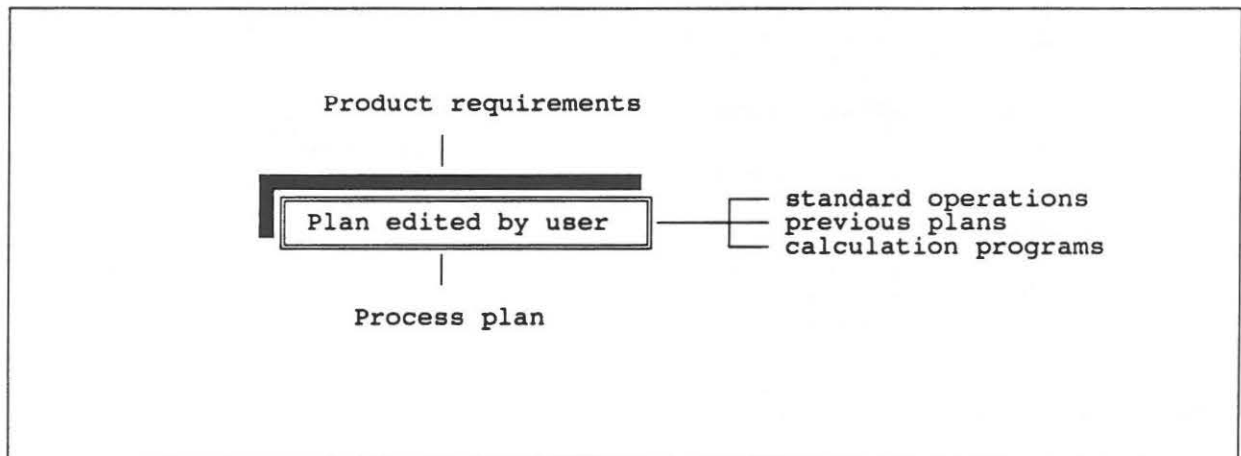 Product requirements
Plan edited by user
standard operations
previous plans
calculation programs
Process plan